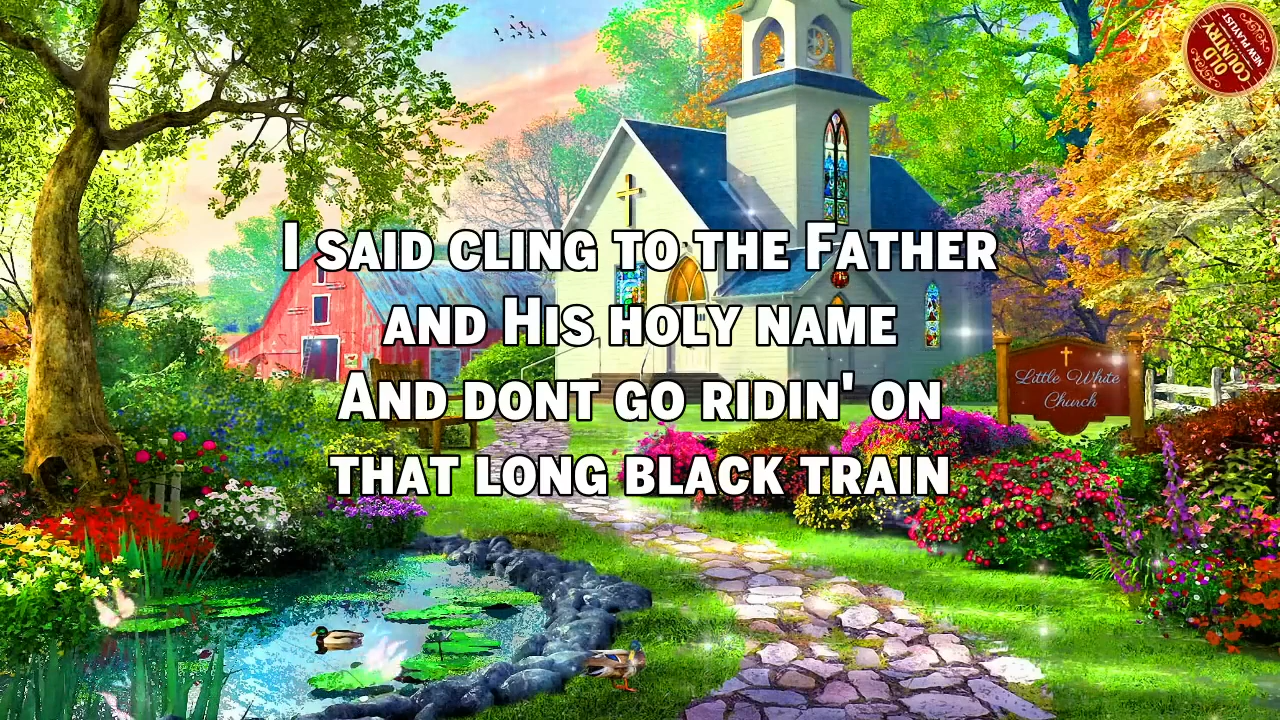 I SAID CLING TO THE FATHER
AND HIS HOLY NAME
AND DONT GO RIDIN' ON
THAT LONG BLACK TRAIN
Little White
Church
OLD
COUNTRY
NEW PLAYLIST